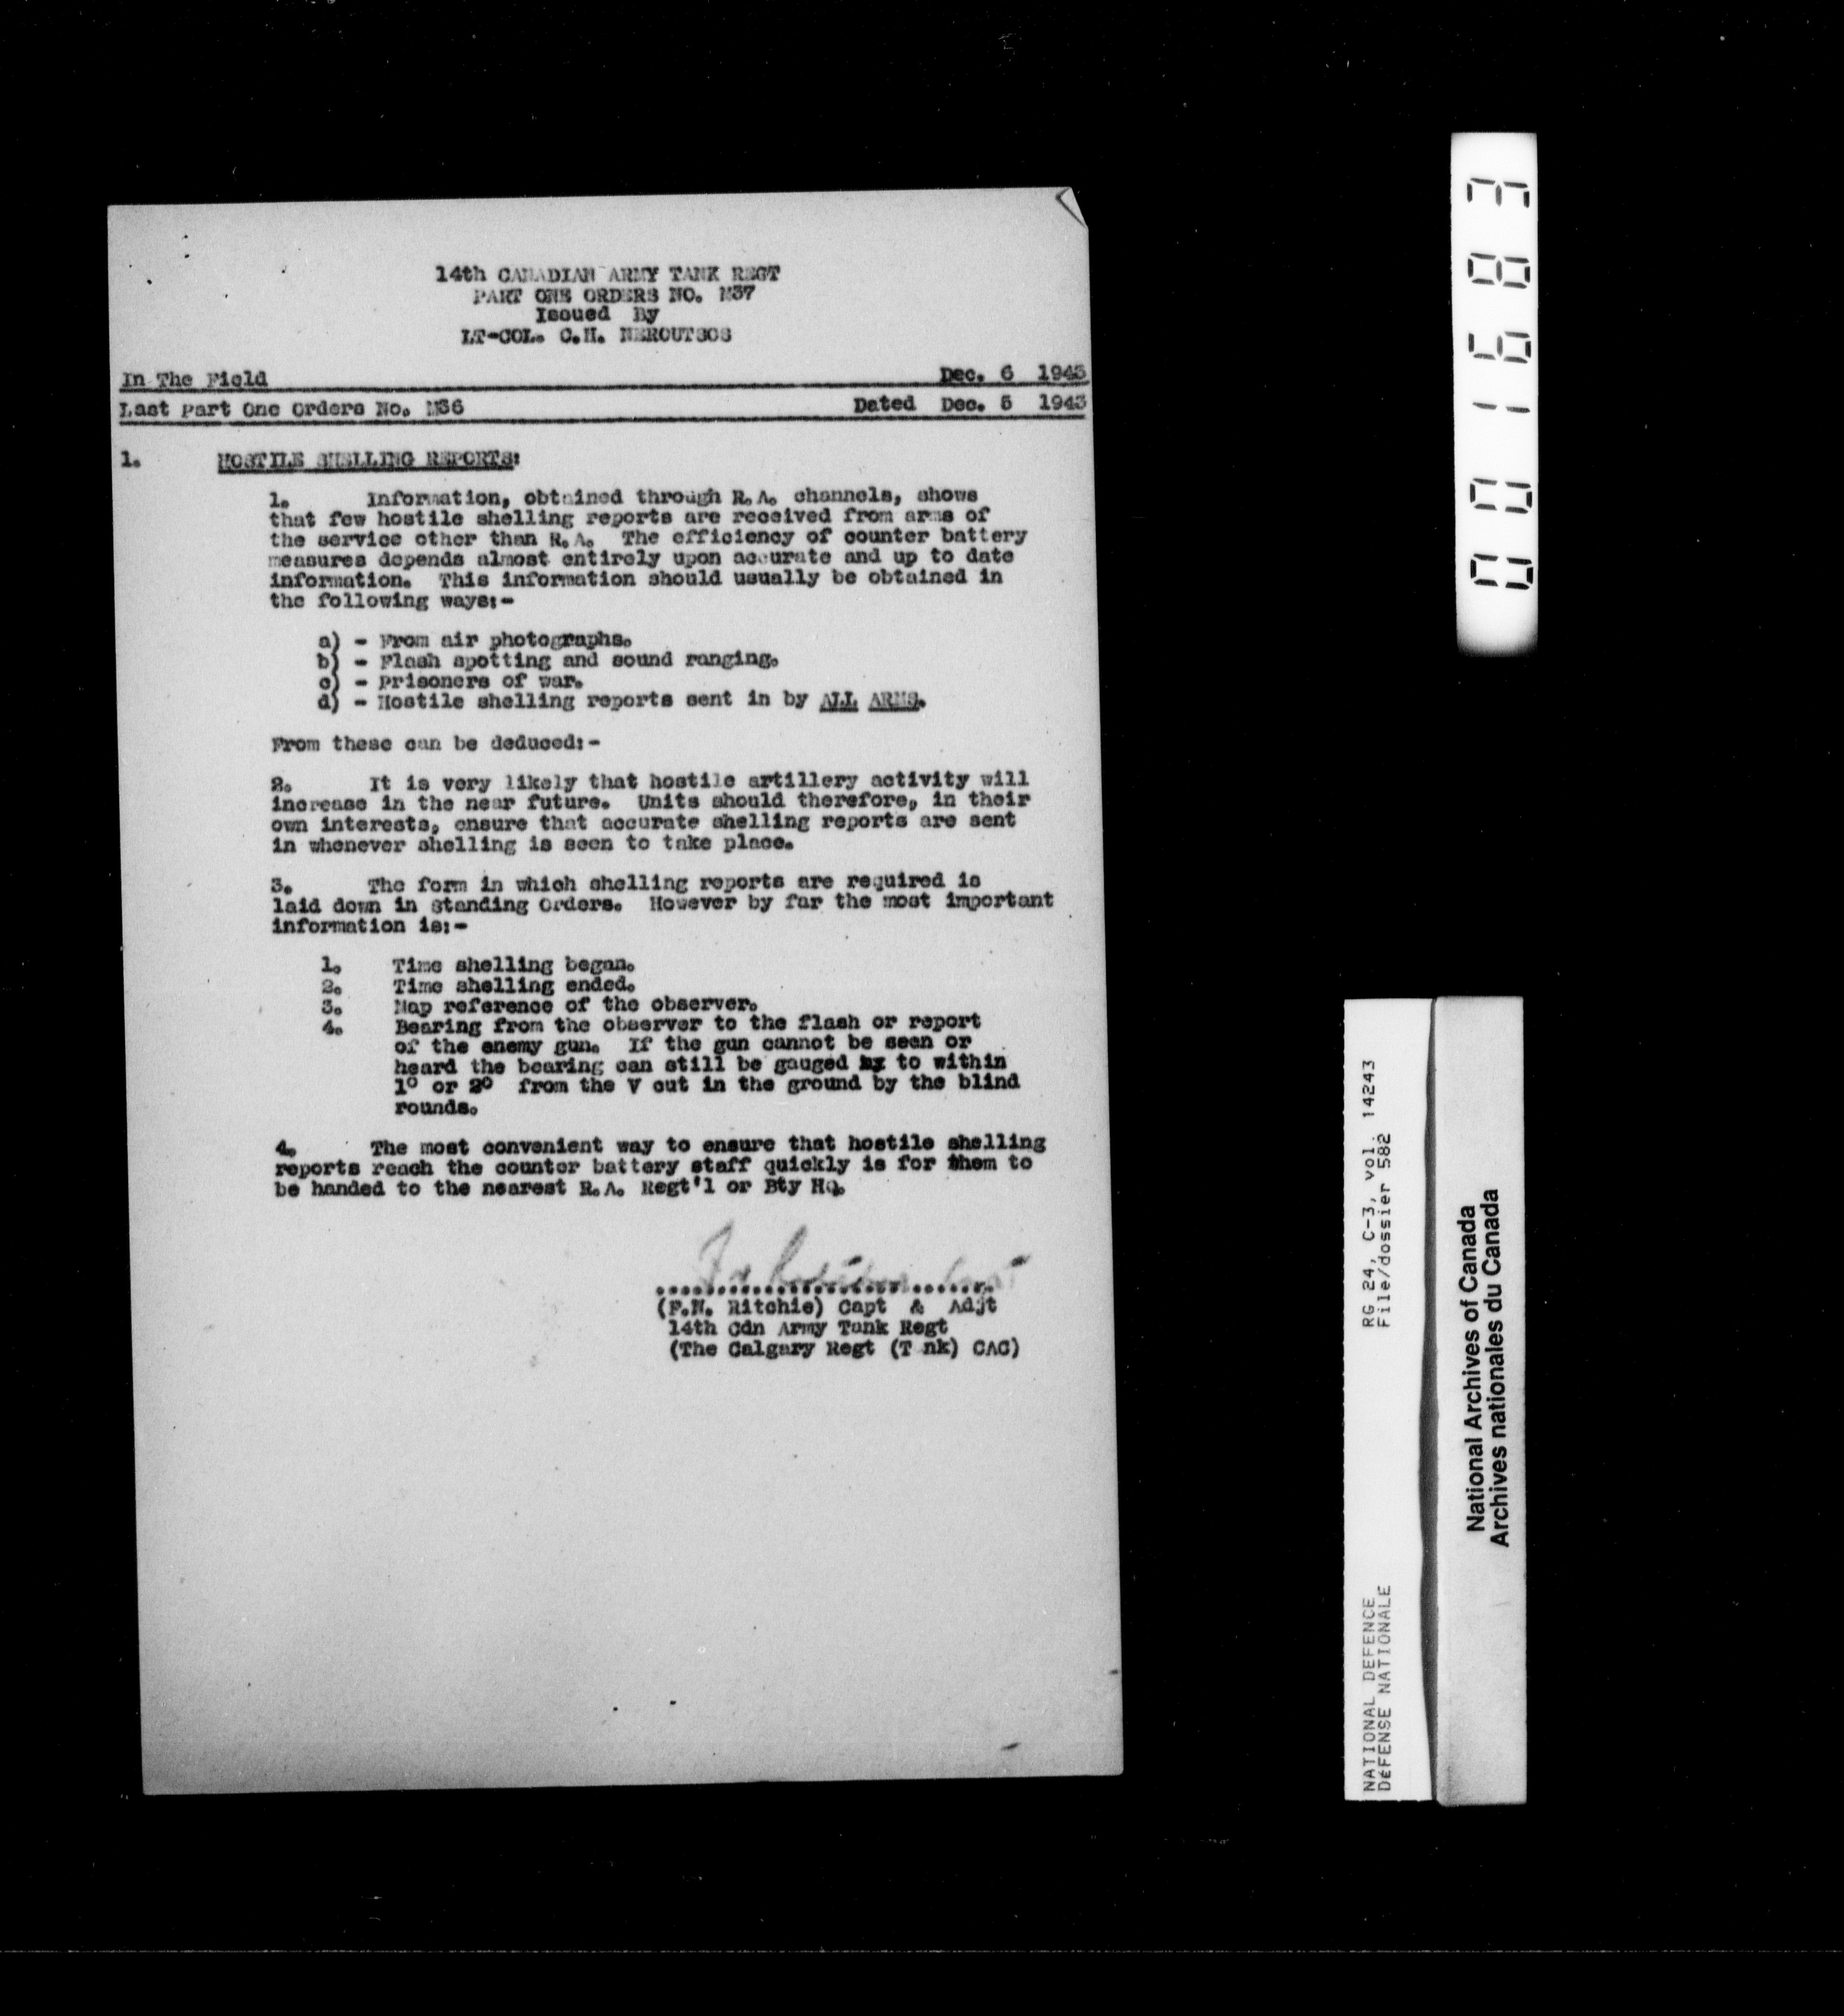 14th CANADIAN ARMY TANK REGT
PART ONE ORDERS NO. M37
Issued By
LT-COL. C.H. NEROUTSOS
In The Field Dec. 6 1943
Last Part One Orders No. M36 Dated Dec. 5 1943
1. HOSTILE SHELLING REPORTS:
1. Information, obtained through R.A. channels, shows
that few hostile shelling reports are received from arms of
the service other than R.A. The efficiency of counter battery
measures depends almost entirely upon accurate and up to date
information. This information should usually be obtained in
the following ways:-
a) - From air photographs.
b) - Flash spotting and sound ranging.
c) - Prisoners of war.
d) - Hostile shelling reports sent in by ALL ARMS.
From these can be deduced:-
2. It is very likely that hostile artillery activity will
increase in the near future. Units should therefore, in their
own interests, ensure that accurate shelling reports are sent
in whenever shelling is seen to take place.
3. The form in which shelling reports are required is
laid down in Standing Orders. However by far the most important
information is:-
1. Time shelling began.
2. Time shelling ended.
3. Map reference of the observer.
4. Bearing from the observer to the flash or report
of the enemy gun. If the gun cannot be seen or
heard the bearing can still be gauged to within
1° or 2° from the V cut in the ground by the blind
rounds.
4. The most convenient way to ensure that hostile shelling
reports reach the counter battery staff quickly is for them to
be handed to the nearest R.A. Regt'l or Bty HQ.
(F.N. Ritchie) Capt & Adjt
14th Cdn Army Tank Regt
(The Calgary Regt (T nk) CAC)
001683
RG 24, C-3, vol. 14243
File/dossier 582
NATIONAL DEFENCE
DÉFENSE NATIONALE
National Archives of Canada
Archives nationales du Canada